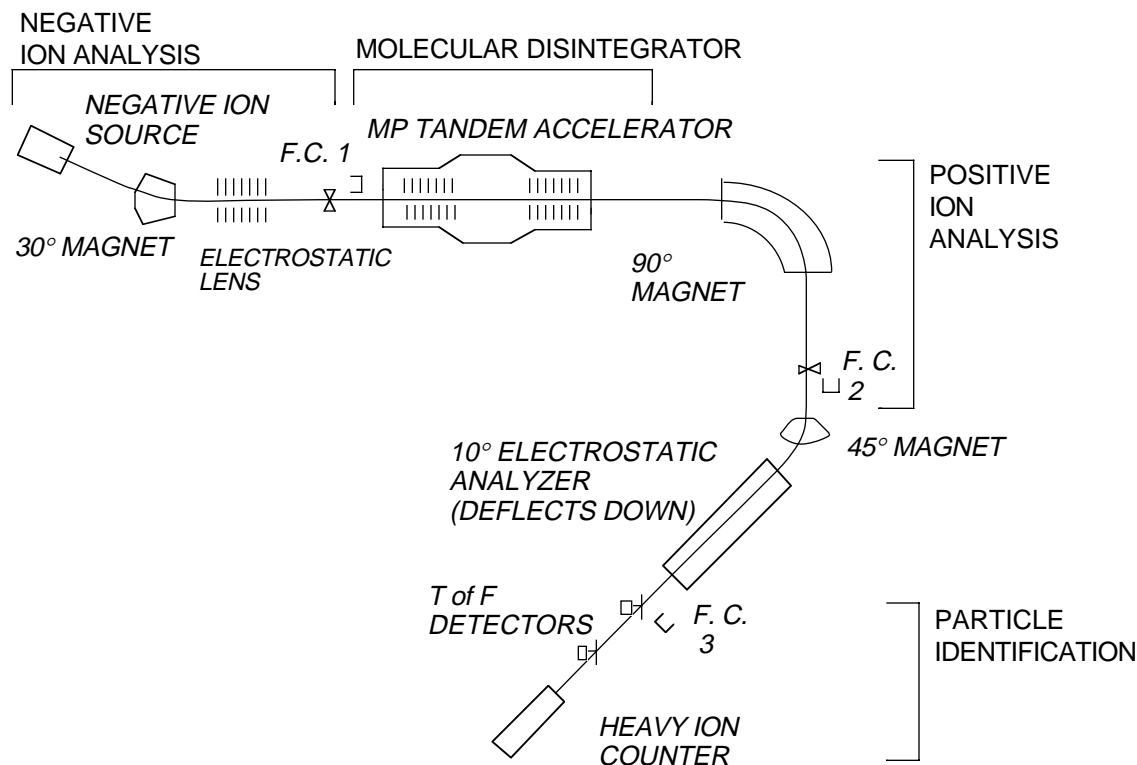 NEGATIVE
ION ANALYSIS
MOLECULAR DISINTEGRATOR
NEGATIVE ION
SOURCE
MP TANDEM ACCELERATOR
F.C. 1
30° MAGNET
ELECTROSTATIC
LENS
90°
MAGNET
POSITIVE
ION
ANALYSIS
F. C.
2
45° MAGNET
10° ELECTROSTATIC
ANALYZER
(DEFLECTS DOWN)
T of F
DETECTORS
F. C.
3
PARTICLE
IDENTIFICATION
HEAVY ION
COUNTER